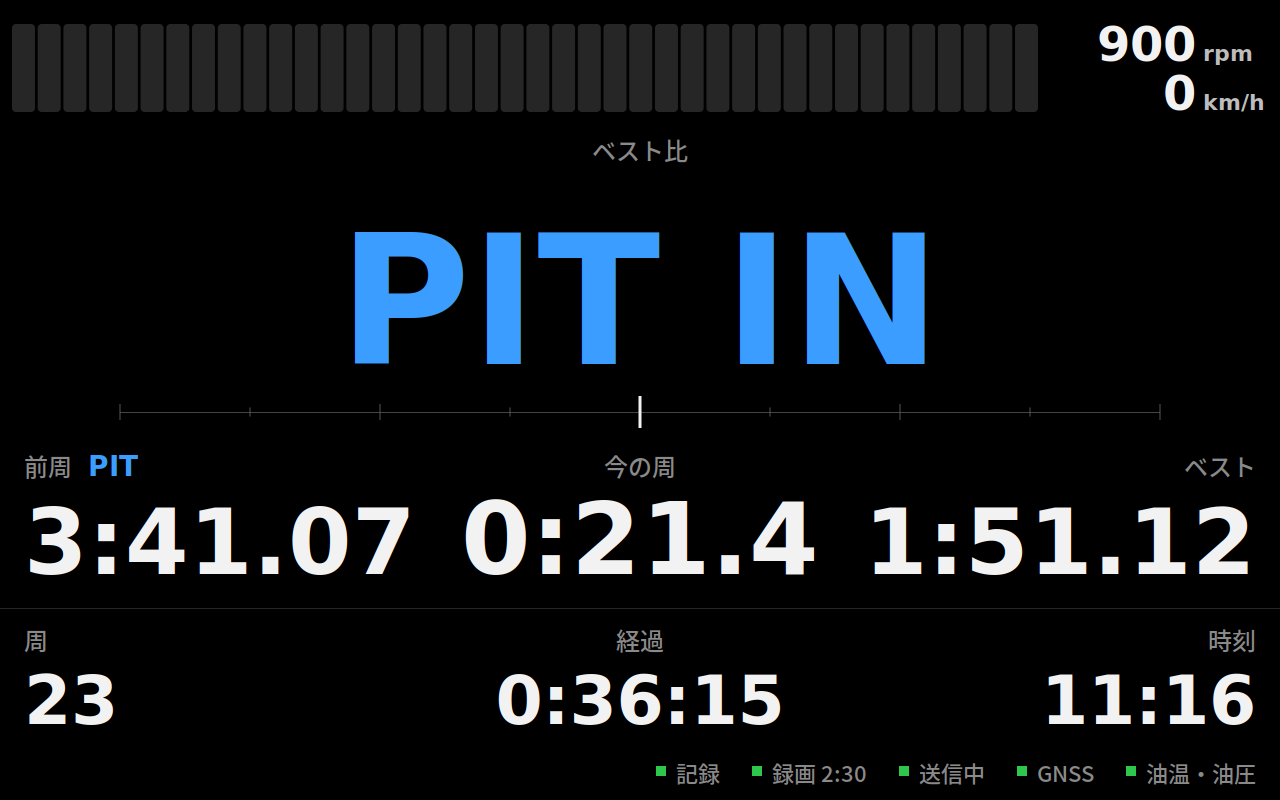 900 rpm
0 km/h
ベスト比
PIT IN
前周 PIT 今の周 ベスト
3:41.07 0:21.4 1:51.12
周 経過 時刻
23 0:36:15 11:16
記録 録画 2:30 送信中 GNSS 油温・油圧